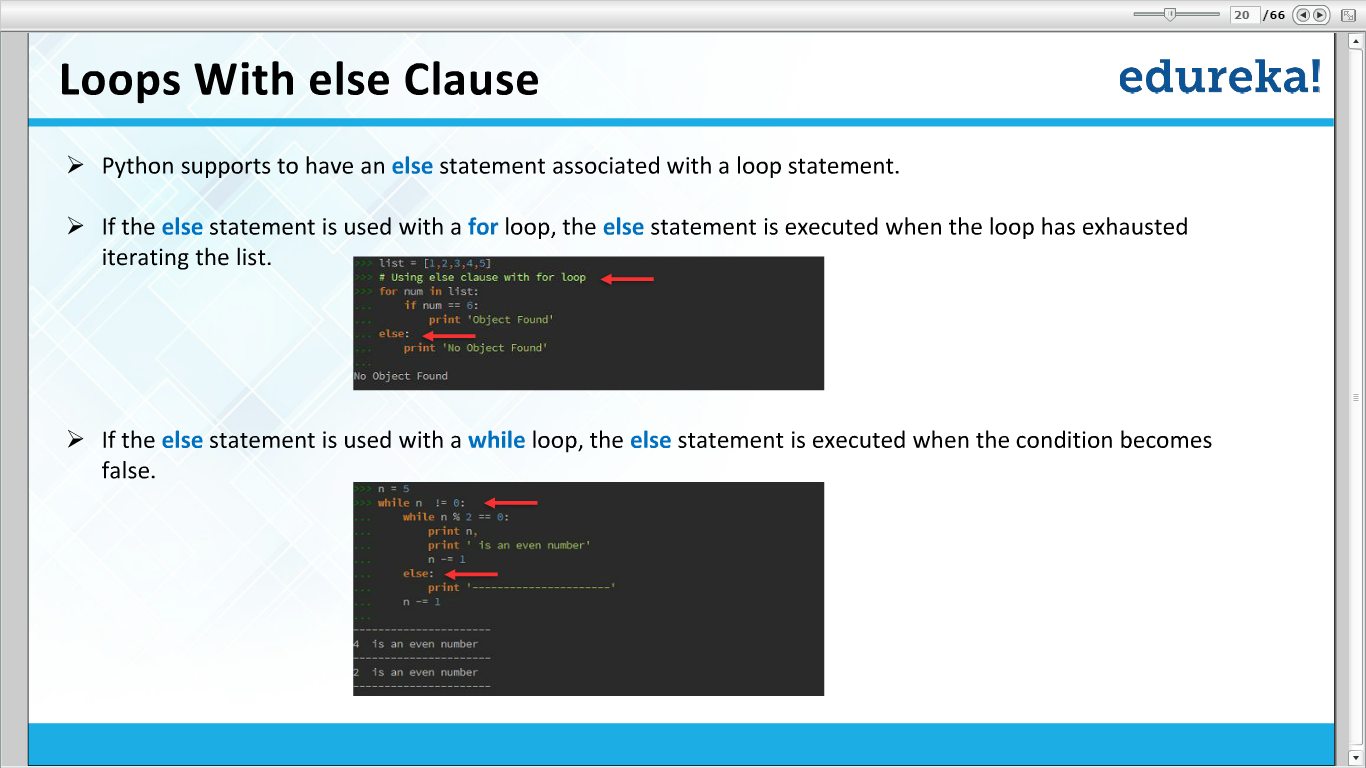 20 /66
Loops With else Clause
edureka!
➢ Python supports to have an else statement associated with a loop statement.
➢ If the else statement is used with a for loop, the else statement is executed when the loop has exhausted
iterating the list.
>>> list = [1,2,3,4,5]
>>> # Using else clause with for loop
>>> for num in list:
...     if num == 6:
...         print 'Object Found'
... else:
...     print 'No Object Found'
...
No Object Found
➢ If the else statement is used with a while loop, the else statement is executed when the condition becomes
false.
>>> n = 5
>>> while n  != 0:
...     while n % 2 == 0:
...         print n,
...         print ' is an even number'
...         n -= 1
...     else:
...         print '----------------------'
...     n -= 1
...
----------------------
4  is an even number
----------------------
2  is an even number
----------------------